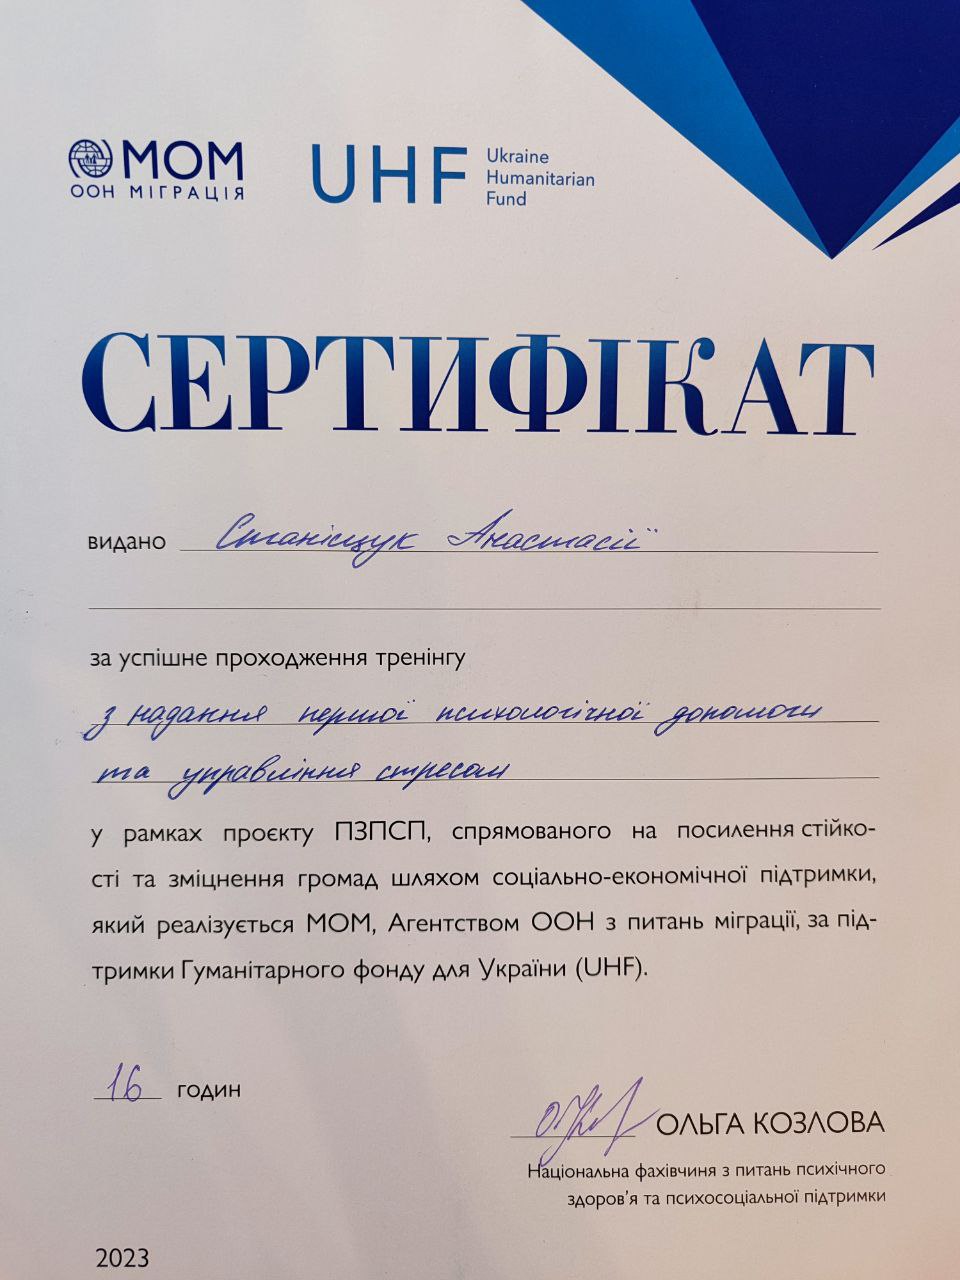 МОМ
ООН МІГРАЦІЯ
UHF
Ukraine
Humanitarian
Fund
СЕРТИФІКАТ
видано Станіщук Анастасії
за успішне проходження тренінгу
з надання першої психологічної допомоги
та управління стресом
у рамках проєкту ПЗПСП, спрямованого на посилення стійко-
сті та зміцнення громад шляхом соціально-економічної підтримки,
який реалізується МОМ, Агентством ООН з питань міграції, за під-
тримки Гуманітарного фонду для України (UHF).
16 годин
ОЛЬГА КОЗЛОВА
Національна фахівчиня з питань психічного
здоров’я та психосоціальної підтримки
2023